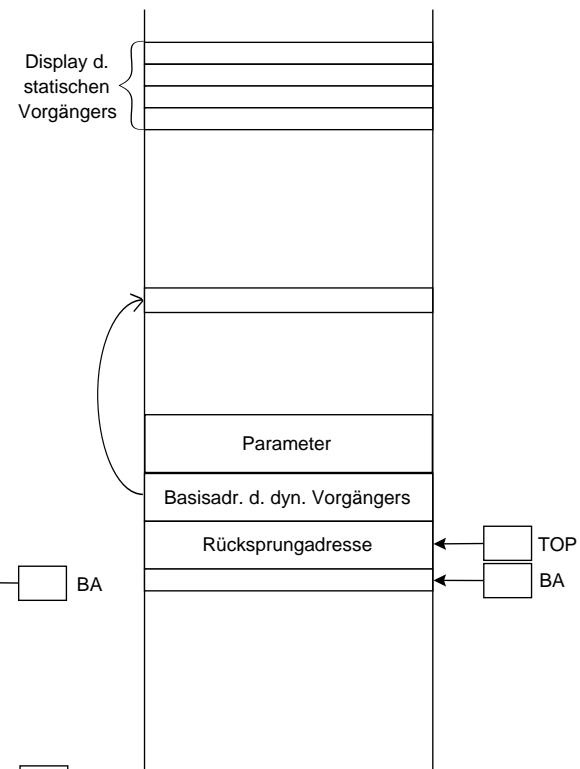 Display d.
statischen
Vorgängers
Parameter
Basisadr. d. dyn. Vorgängers
Rücksprungadresse
TOP
BA
BA